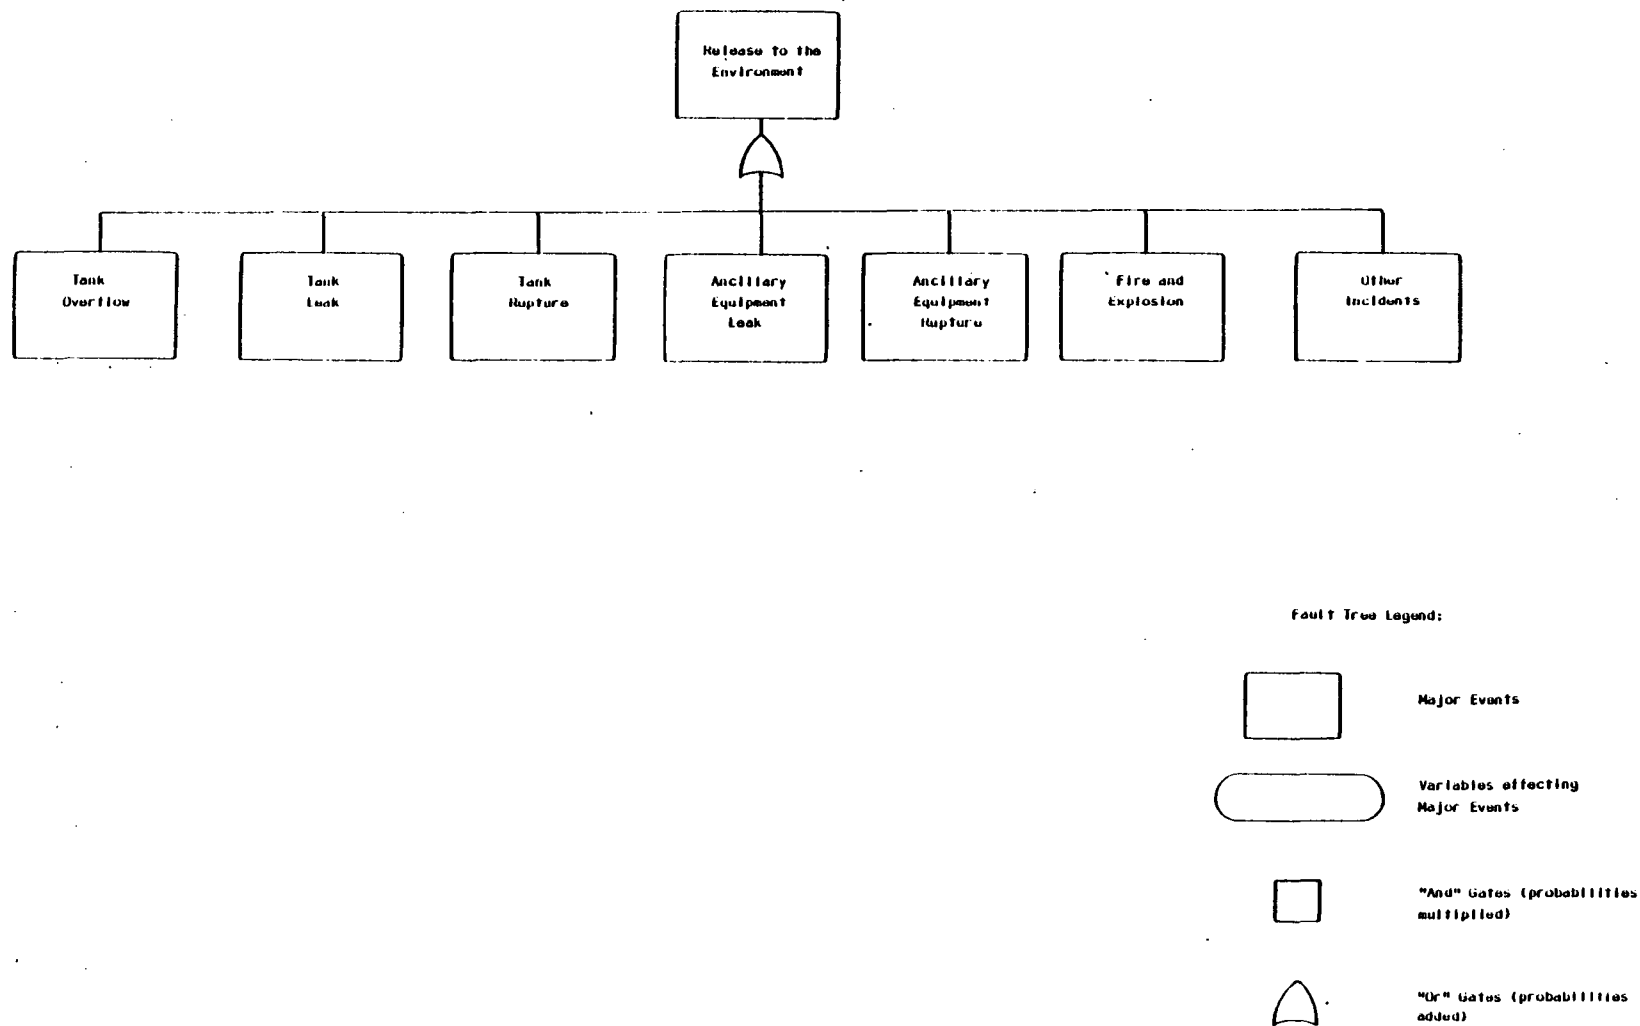 Release to the
Environment
Tank
Overflow
Tank
Leak
Tank
Rupture
Ancillary
Equipment
Leak
Ancillary
Equipment
Rupture
Fire and
Explosion
Other
Incidents
Fault Tree Legend:
Major Events
Variables effecting
Major Events
"And" Gates (probabilities
multiplied)
"Or" Gates (probabilities
added)